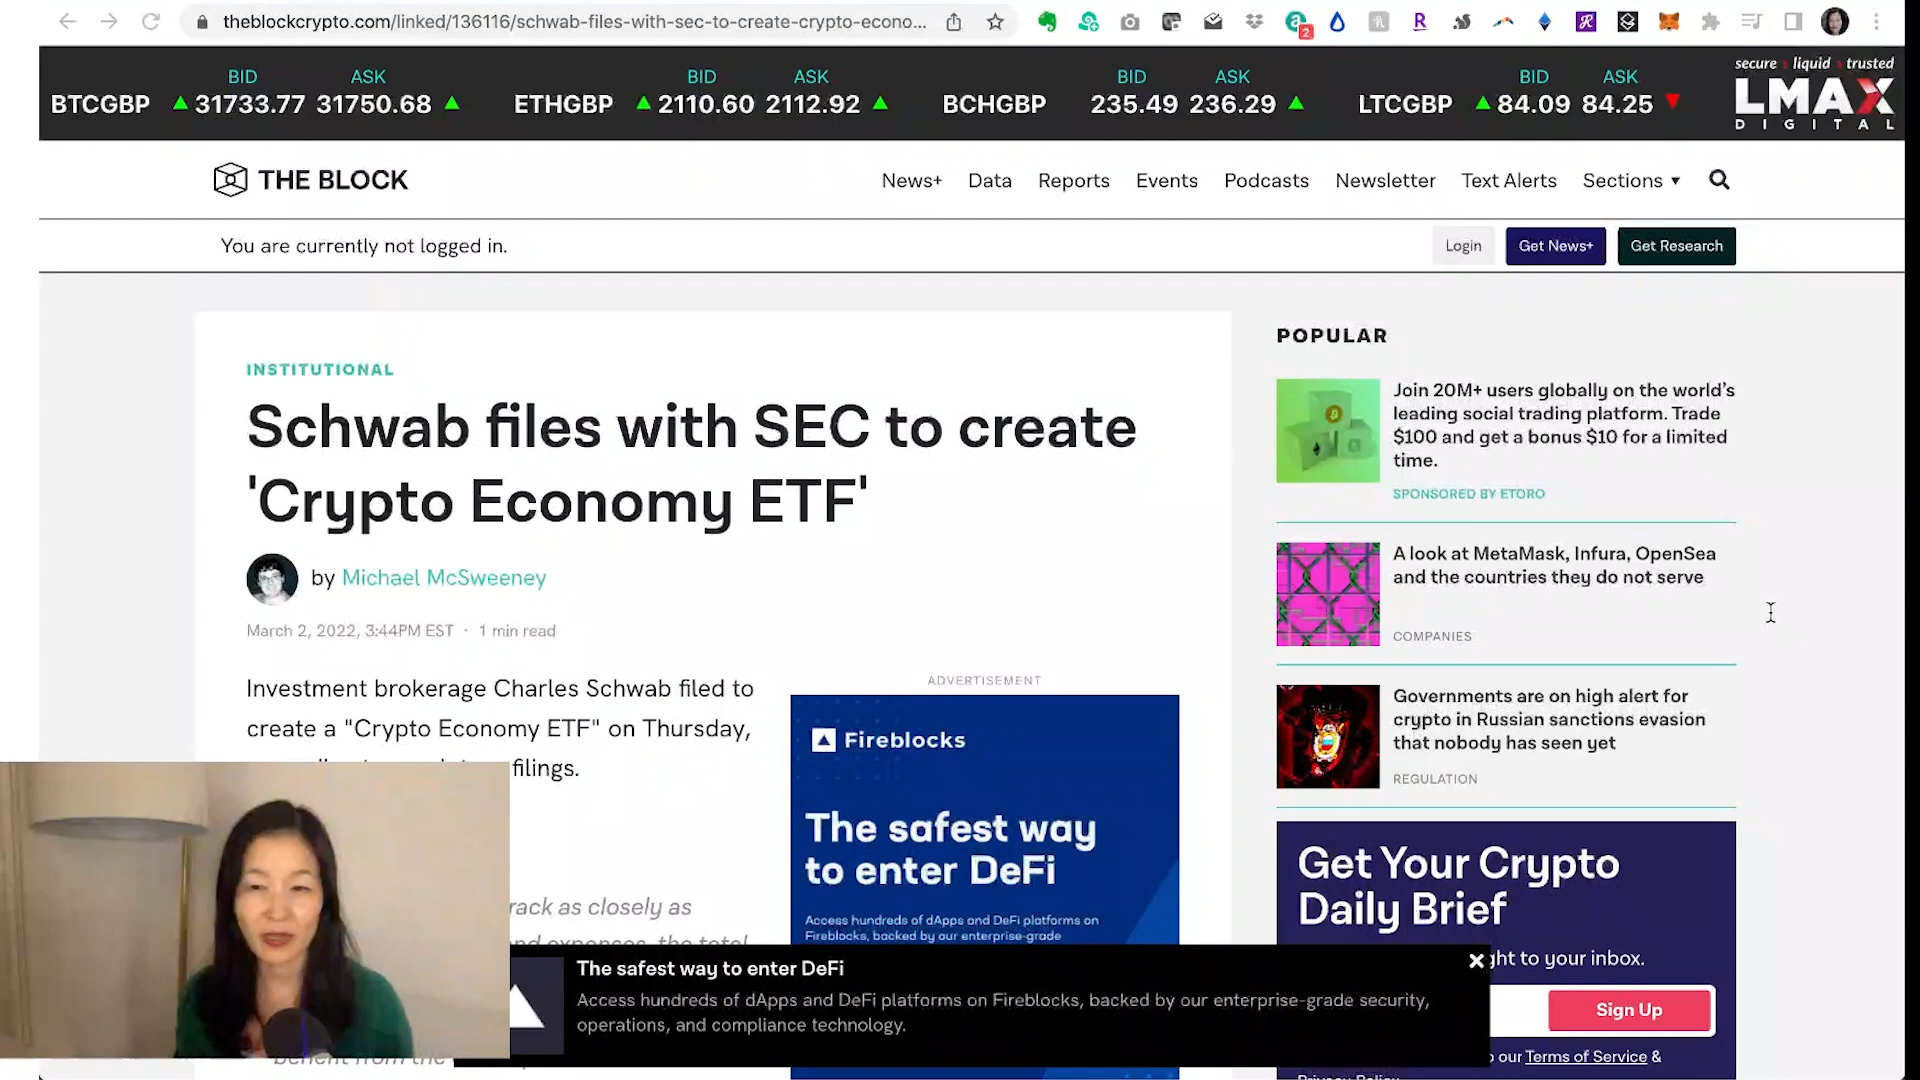 theblockcrypto.com/linked/136116/schwab-files-with-sec-to-create-crypto-econo...
2
BID ASK BID ASK BID ASK BID ASK
BTCGBP 31733.77 31750.68 ETHGBP 2110.60 2112.92 BCHGBP 235.49 236.29 LTCGBP 84.09 84.25
secure liquid trusted
LMAX
DIGITAL
THE BLOCK
News+ Data Reports Events Podcasts Newsletter Text Alerts Sections
You are currently not logged in.
Login Get News+ Get Research
INSTITUTIONAL
Schwab files with SEC to create
'Crypto Economy ETF'
by Michael McSweeney
March 2, 2022, 3:44PM EST · 1 min read
Investment brokerage Charles Schwab filed to
create a "Crypto Economy ETF" on Thursday,
filings.
rack as closely as
nd expenses, the total
benefit from the
ADVERTISEMENT
Fireblocks
The safest way
to enter DeFi
Access hundreds of dApps and DeFi platforms on
Fireblocks, backed by our enterprise-grade
The safest way to enter DeFi
Access hundreds of dApps and DeFi platforms on Fireblocks, backed by our enterprise-grade security,
operations, and compliance technology.
POPULAR
Join 20M+ users globally on the world's
leading social trading platform. Trade
$100 and get a bonus $10 for a limited
time.
SPONSORED BY ETORO
A look at MetaMask, Infura, OpenSea
and the countries they do not serve
COMPANIES
Governments are on high alert for
crypto in Russian sanctions evasion
that nobody has seen yet
REGULATION
Get Your Crypto
Daily Brief
ght to your inbox.
Sign Up
o our Terms of Service &
Privacy Policy